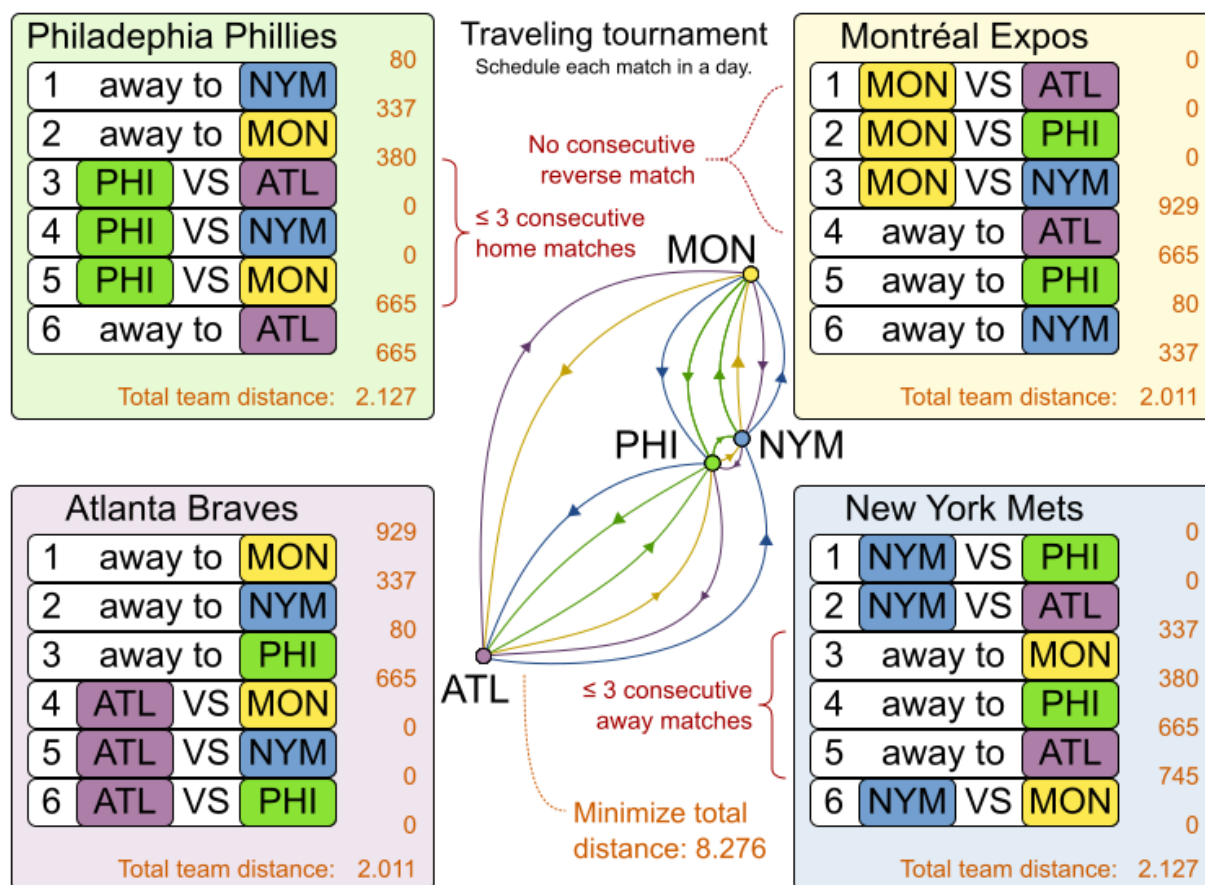 Philadephia Phillies
80
1 away to NYM
337
2 away to MON
380
3 PHI VS ATL
0
4 PHI VS NYM
0
5 PHI VS MON
665
6 away to ATL
665
Total team distance: 2.127
Traveling tournament
Schedule each match in a day.
No consecutive
reverse match
≤ 3 consecutive
home matches
Montréal Expos
0
1 MON VS ATL
0
2 MON VS PHI
0
3 MON VS NYM
929
4 away to ATL
665
5 away to PHI
80
6 away to NYM
337
Total team distance: 2.011
MON
PHI
NYM
ATL
Atlanta Braves
929
1 away to MON
337
2 away to NYM
80
3 away to PHI
665
4 ATL VS MON
0
5 ATL VS NYM
0
6 ATL VS PHI
0
Total team distance: 2.011
≤ 3 consecutive
away matches
Minimize total
distance: 8.276
New York Mets
0
1 NYM VS PHI
0
2 NYM VS ATL
337
3 away to MON
380
4 away to PHI
665
5 away to ATL
745
6 NYM VS MON
0
Total team distance: 2.127